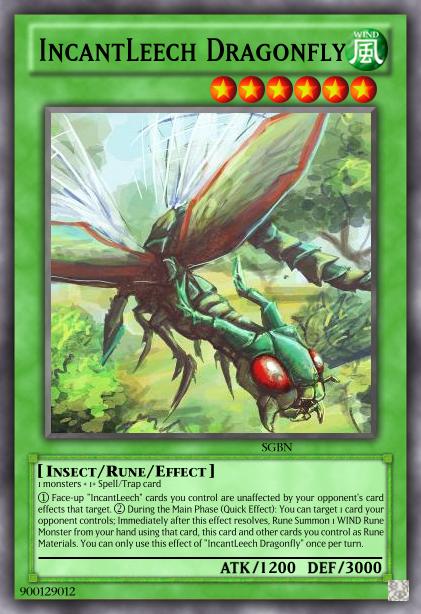 IncantLeech Dragonfly
WIND
風
SGBN
[ Insect/Rune/Effect ]
1 monsters + 1+ Spell/Trap card
① Face-up "IncantLeech" cards you control are unaffected by your opponent's card
effects that target. ② During the Main Phase (Quick Effect): You can target 1 card your
opponent controls; Immediately after this effect resolves, Rune Summon 1 WIND Rune
Monster from your hand using that card, this card and other cards you control as Rune
Materials. You can only use this effect of "IncantLeech Dragonfly" once per turn.
ATK/1200 DEF/3000
900129012